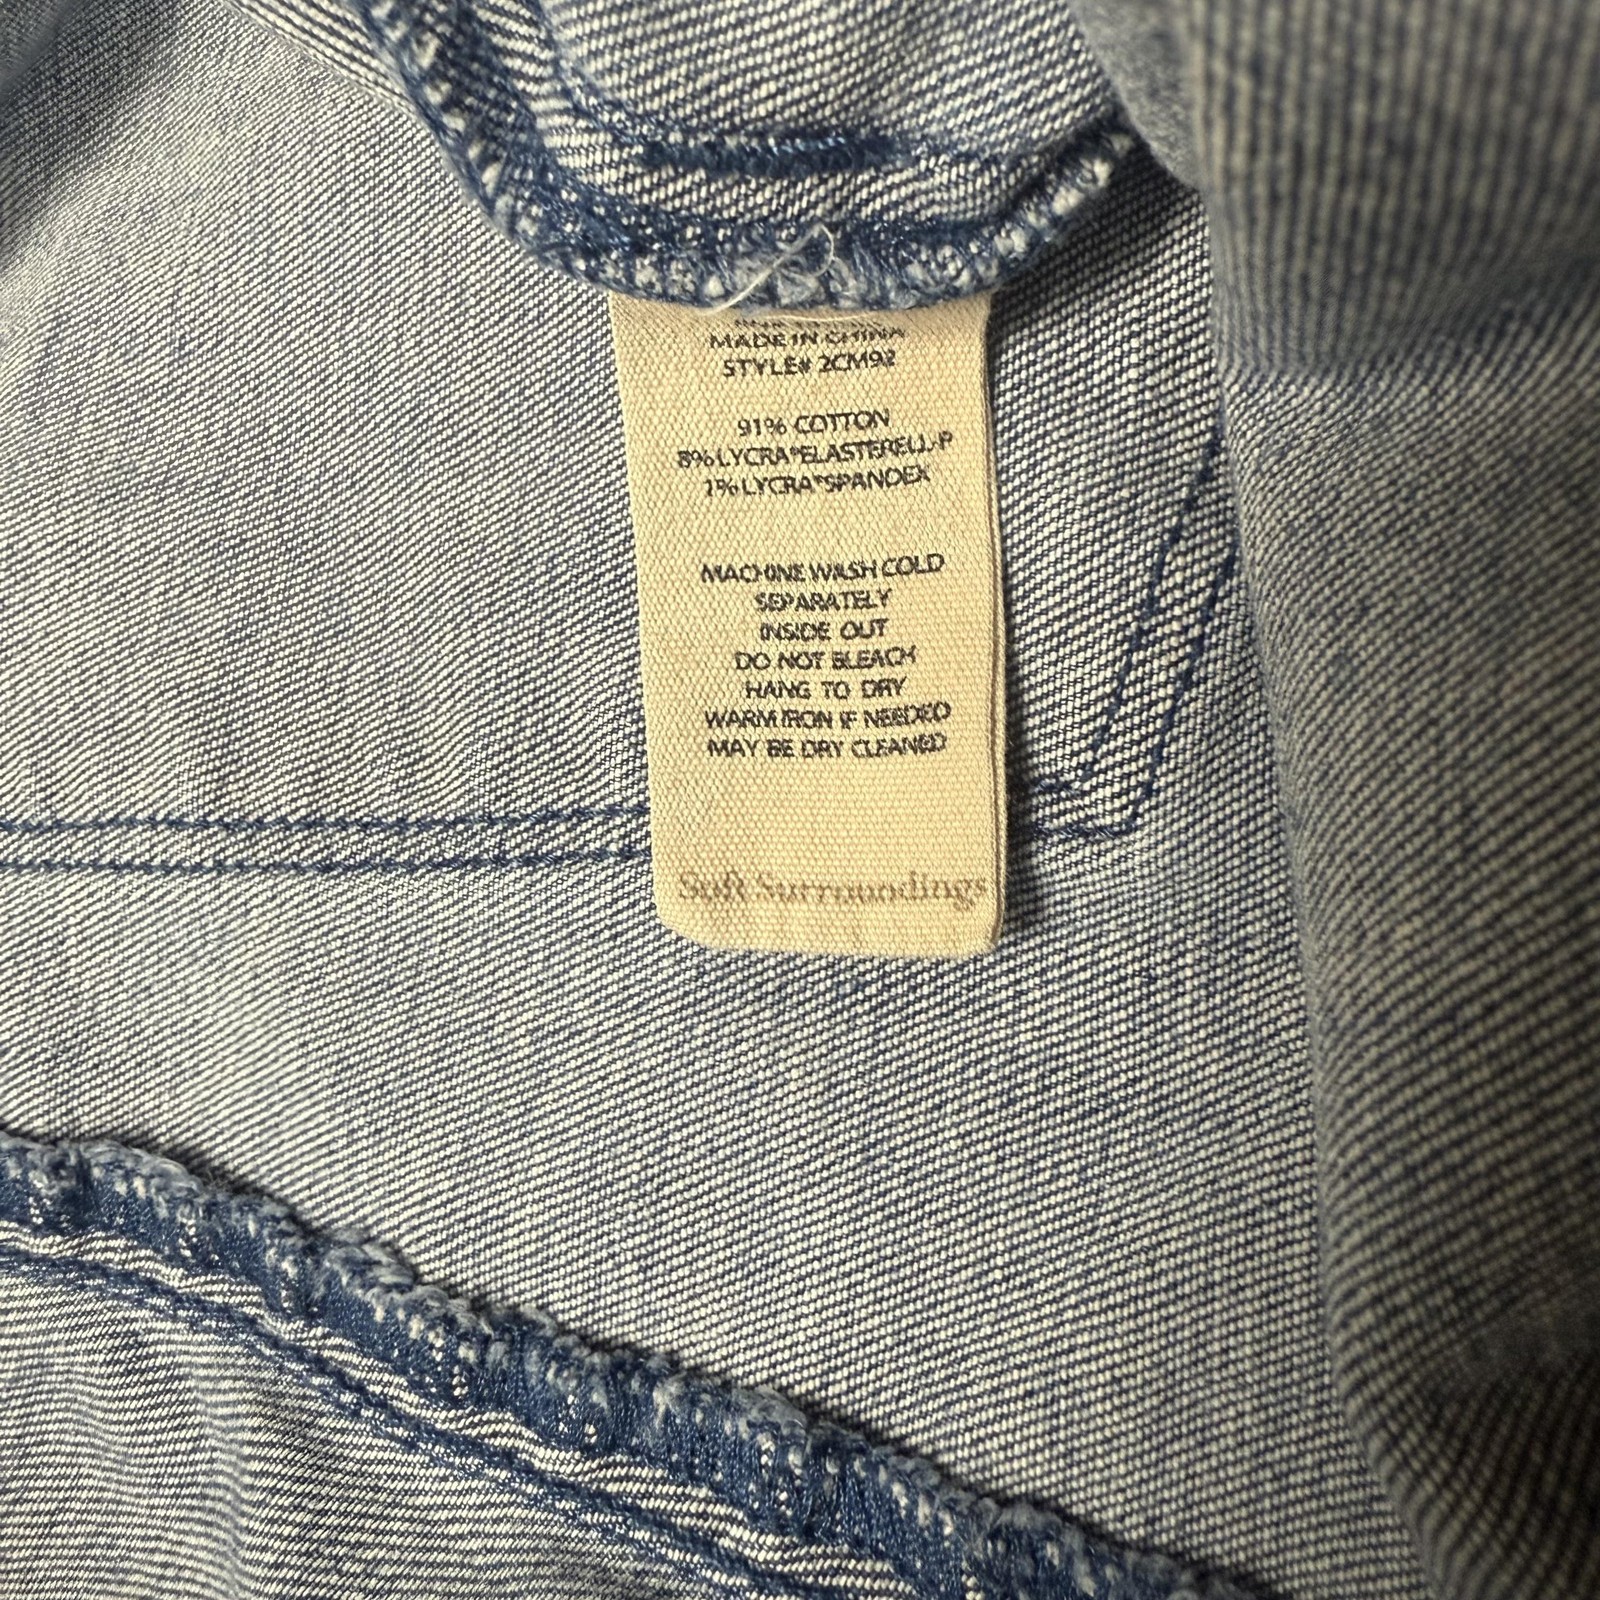 MADE IN CHINA
STYLE# 2CM92
91% COTTON
8% LYCRA® ELASTERELL-P
1% LYCRA® SPANDEX
MACHINE WASH COLD
SEPARATELY
INSIDE OUT
DO NOT BLEACH
HANG TO DRY
WARM IRON IF NEEDED
MAY BE DRY CLEANED
Soft Surroundings